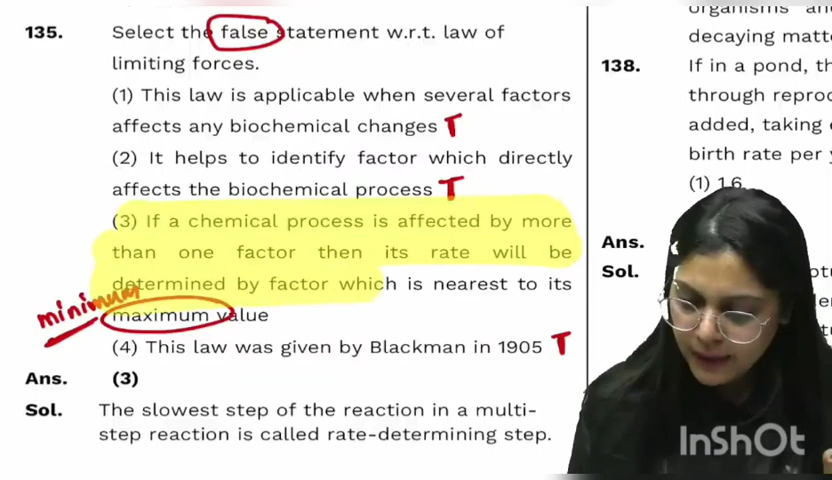 135. Select the false statement w.r.t. law of
limiting forces.
(1) This law is applicable when several factors
affects any biochemical changes T
(2) It helps to identify factor which directly
affects the biochemical process T
(3) If a chemical process is affected by more
than one factor then its rate will be
determined by factor which is nearest to its
minimum
maximum value
(4) This law was given by Blackman in 1905 T
Ans. (3)
Sol. The slowest step of the reaction in a multi-
step reaction is called rate-determining step.
organisms
decaying matt
138. If in a pond, th
through reprod
added, taking
birth rate per
(1) 16
Ans.
Sol.
InShOt